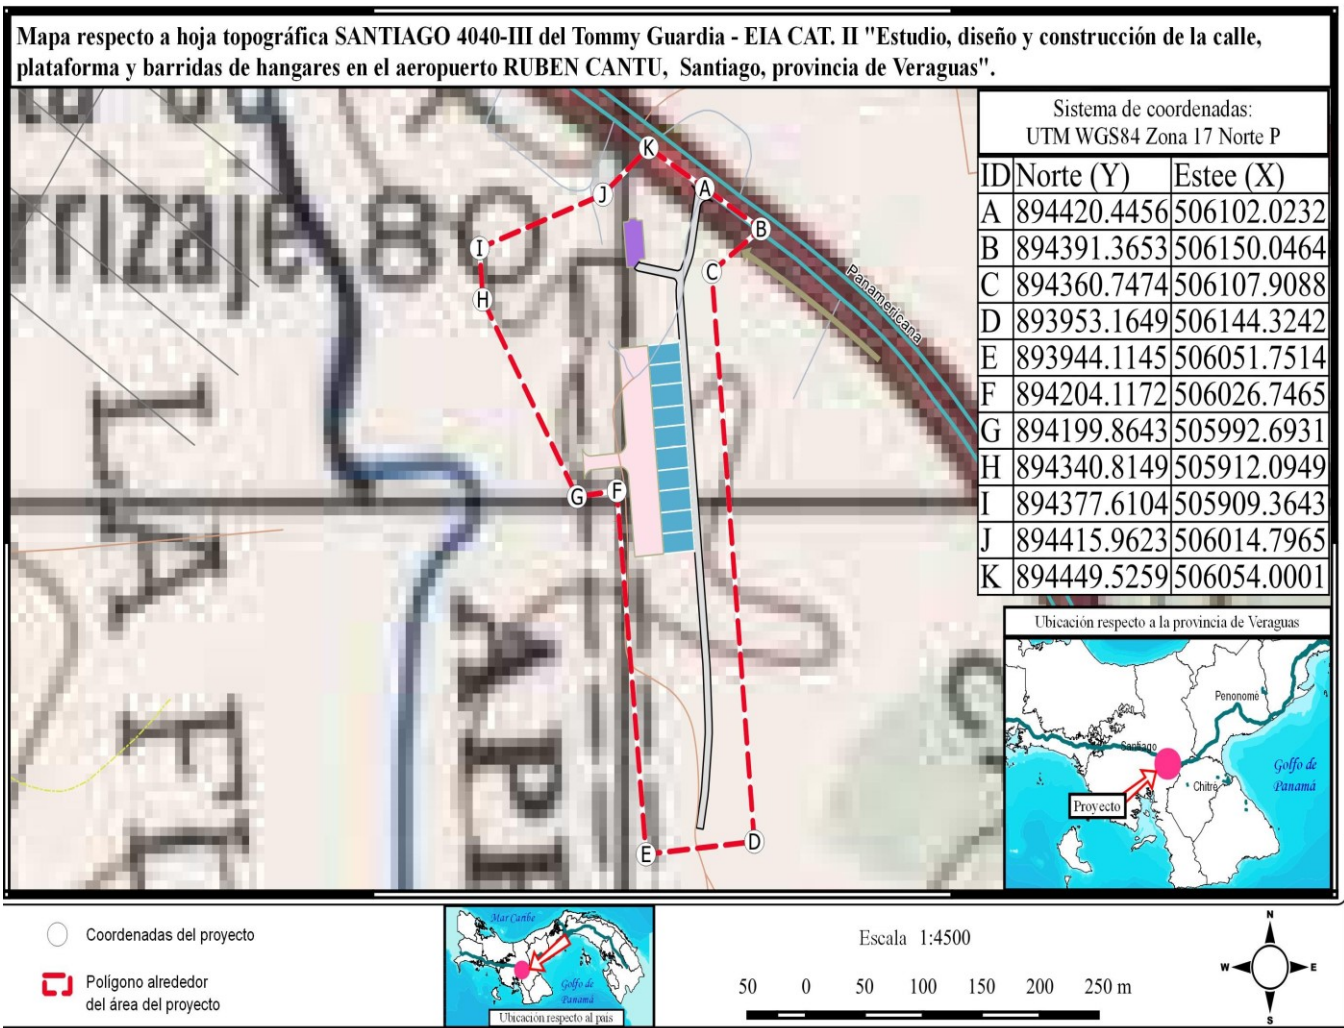 Mapa respecto a hoja topográfica SANTIAGO 4040-III del Tommy Guardia - EIA CAT. II "Estudio, diseño y construcción de la calle,
plataforma y barridas de hangares en el aeropuerto RUBEN CANTU, Santiago, provincia de Veraguas".
Sistema de coordenadas:
UTM WGS84 Zona 17 Norte P
ID Norte (Y) Estee (X)
A 894420.4456 506102.0232
B 894391.3653 506150.0464
C 894360.7474 506107.9088
D 893953.1649 506144.3242
E 893944.1145 506051.7514
F 894204.1172 506026.7465
G 894199.8643 505992.6931
H 894340.8149 505912.0949
I 894377.6104 505909.3643
J 894415.9623 506014.7965
K 894449.5259 506054.0001
K
A
J
B
I
C
H
Panamericana
G
F
E
D
Ubicación respecto a la provincia de Veraguas
Penonomé
Santiago
Chitré
Golfo de
Panamá
Proyecto
Coordenadas del proyecto
Polígono alrededor
del área del proyecto
Mar Caribe
Golfo de
Panamá
Ubicación respecto al país
Escala 1:4500
50 0 50 100 150 200 250 m
N
W E
S